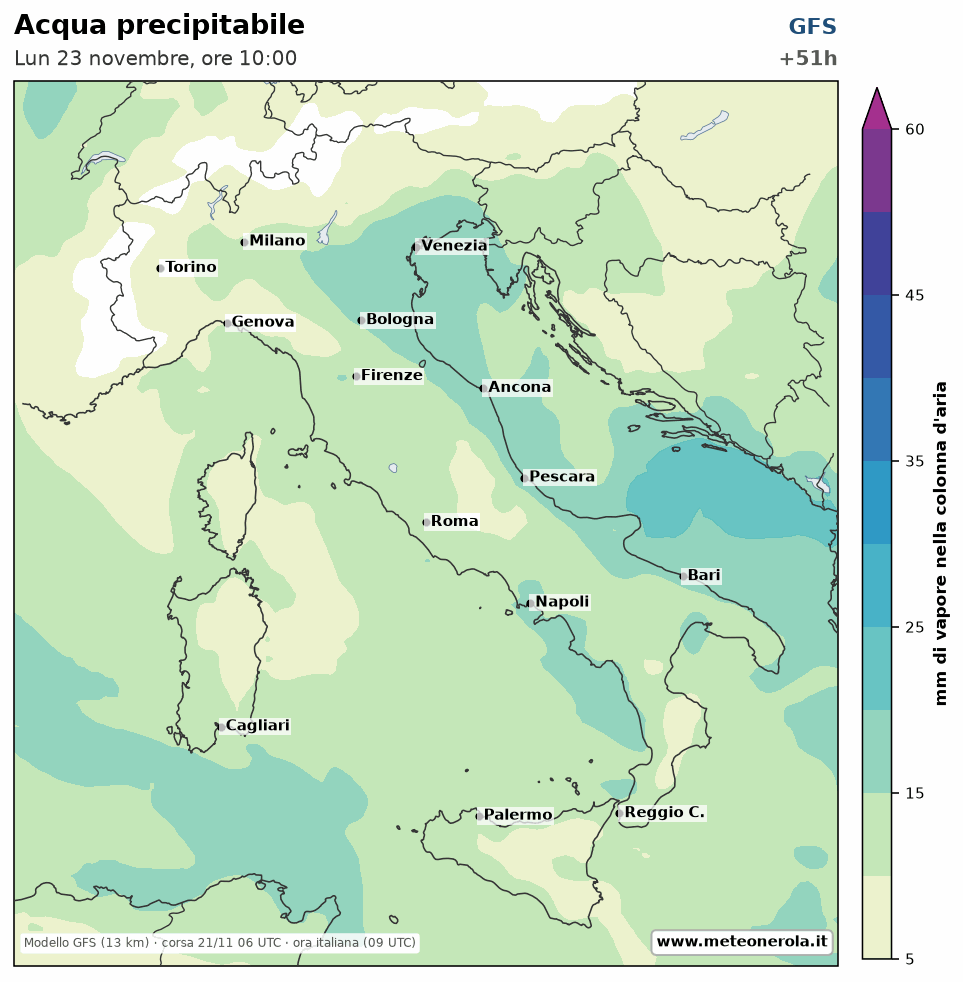 Acqua precipitabile
GFS
Lun 23 novembre, ore 10:00
+51h
60
45
35
25
15
5
mm di vapore nella colonna d'aria
Milano
Venezia
Torino
Genova
Bologna
Firenze
Ancona
Pescara
Roma
Bari
Napoli
Cagliari
Palermo
Reggio C.
Modello GFS (13 km) · corsa 21/11 06 UTC · ora italiana (09 UTC)
www.meteonerola.it